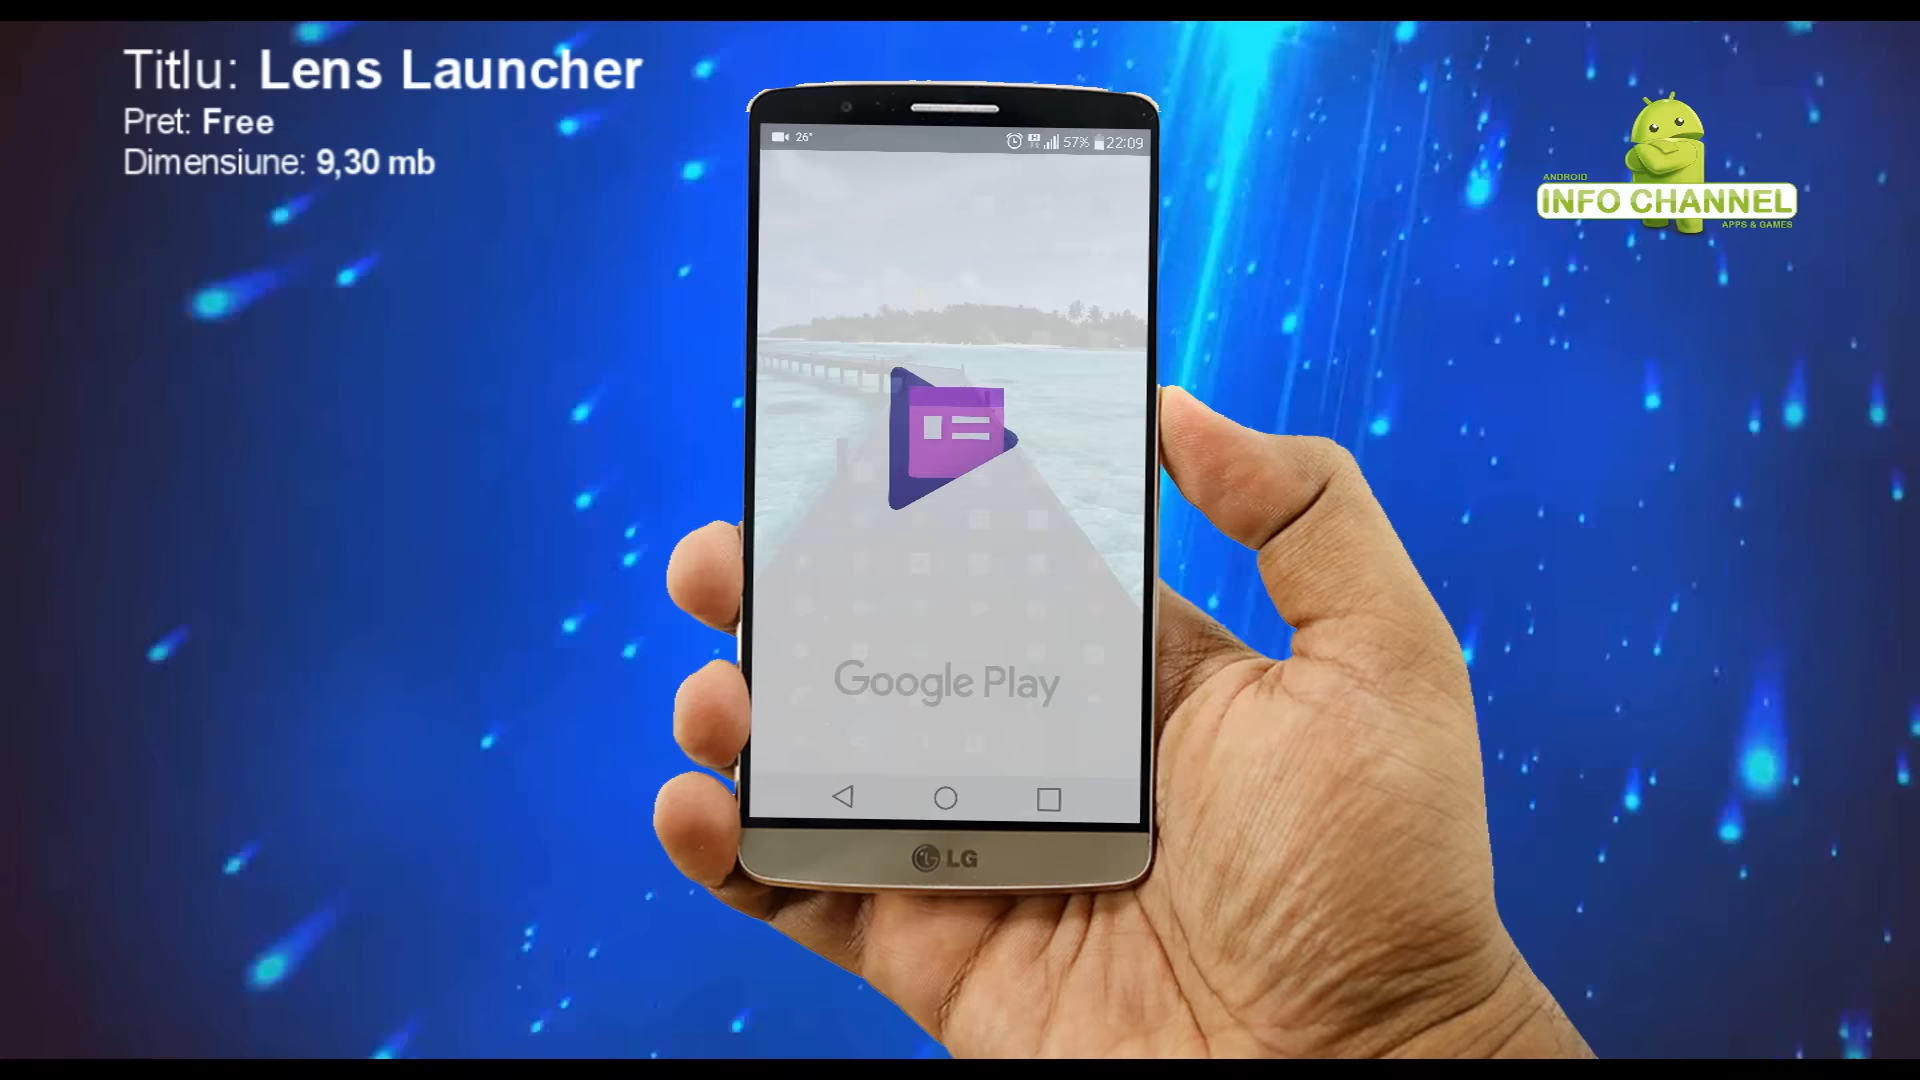 Titlu: Lens Launcher
Pret: Free
Dimensiune: 9,30 mb
26°
57%
22:09
ANDROID
INFO CHANNEL
APPS & GAMES
Google Play
LG